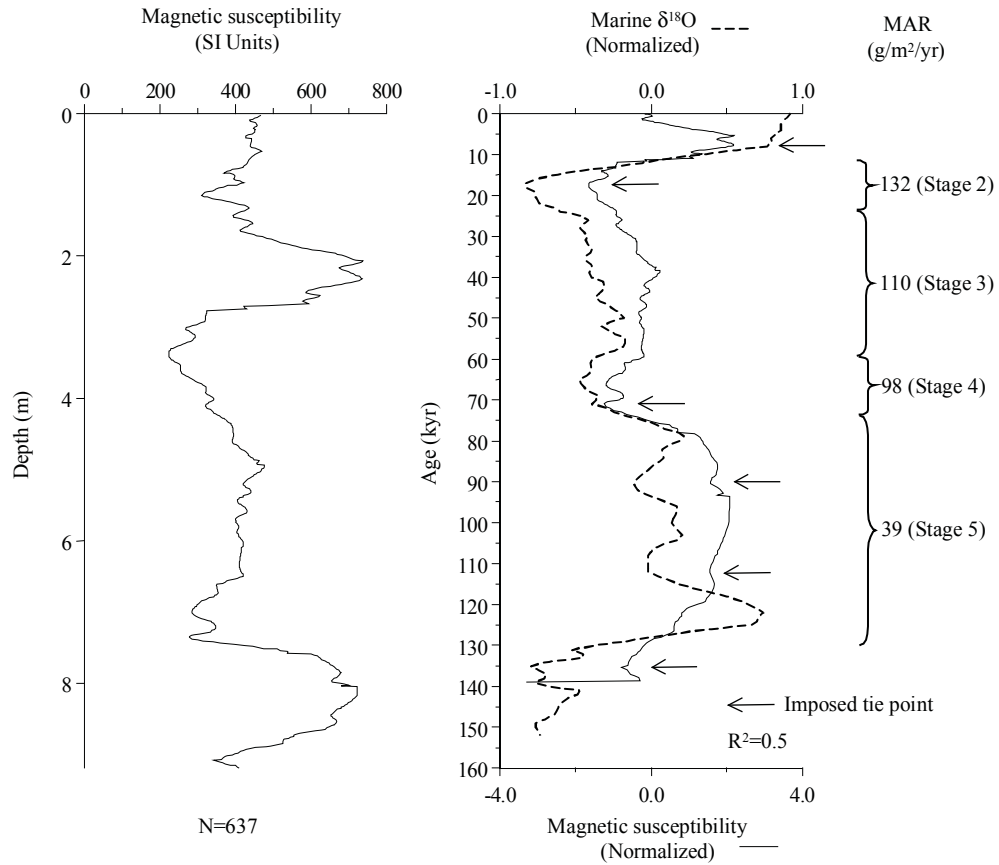 Magnetic susceptibility
(SI Units)
0 200 400 600 800
0
2
4
6
8
Depth (m)
N=637
Marine δ¹⁸O
(Normalized)
-1.0 0.0 1.0
0
10
20
30
40
50
60
70
80
90
100
110
120
130
140
150
160
Age (kyr)
-4.0 0.0 4.0
Magnetic susceptibility
(Normalized)
Imposed tie point
R²=0.5
MAR
(g/m²/yr)
132 (Stage 2)
110 (Stage 3)
98 (Stage 4)
39 (Stage 5)